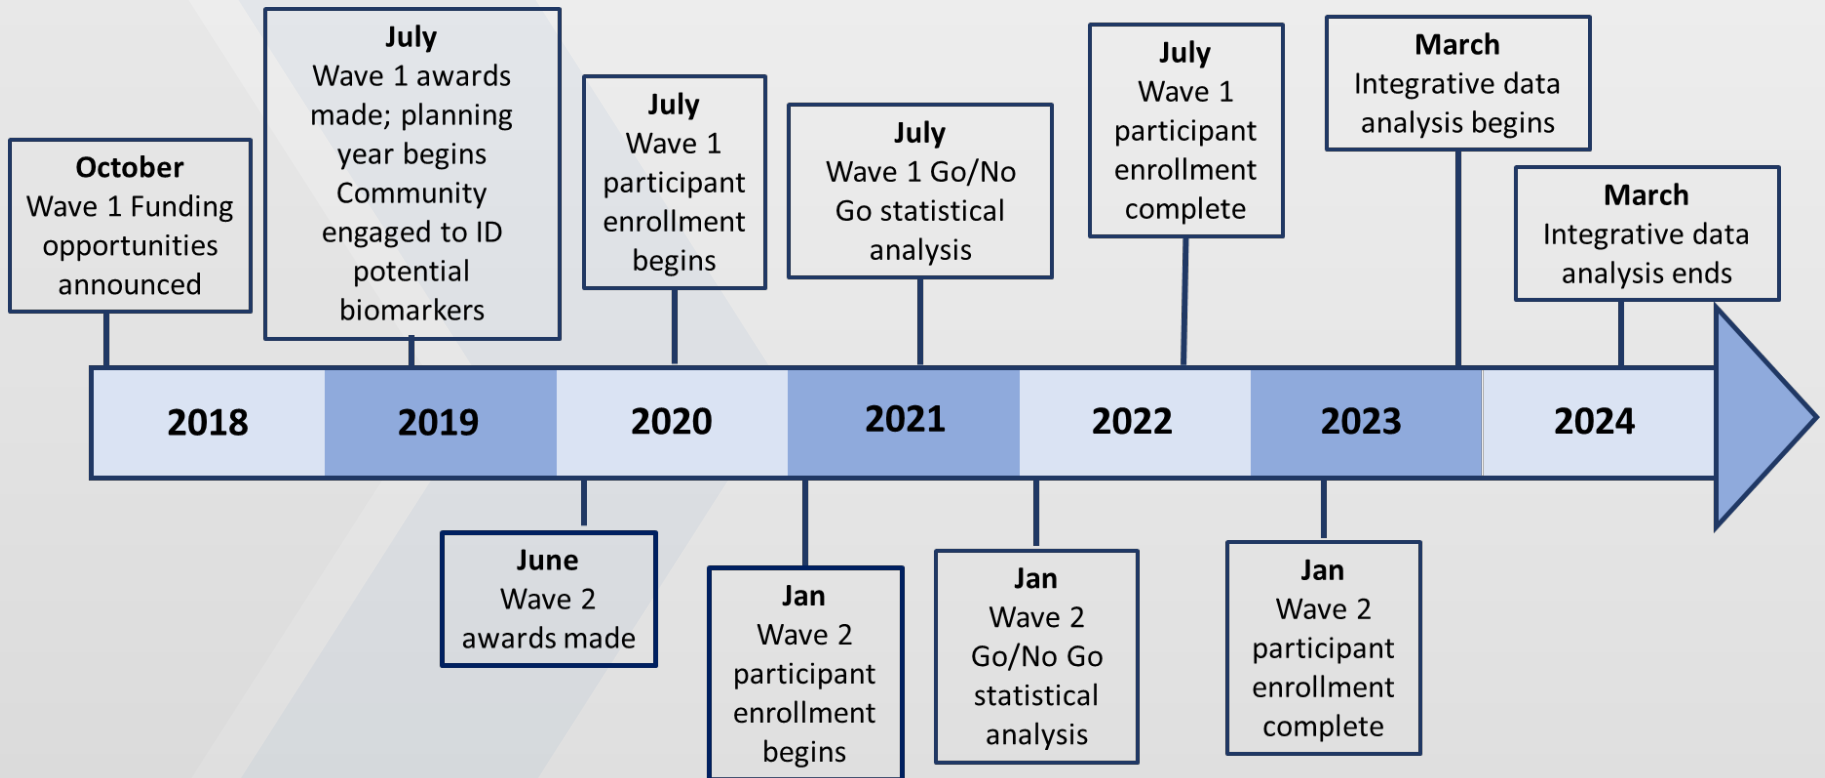 October
Wave 1 Funding
opportunities
announced
July
Wave 1 awards
made; planning
year begins
Community
engaged to ID
potential
biomarkers
July
Wave 1
participant
enrollment
begins
July
Wave 1 Go/No
Go statistical
analysis
July
Wave 1
participant
enrollment
complete
March
Integrative data
analysis begins
March
Integrative data
analysis ends
2018
2019
2020
2021
2022
2023
2024
June
Wave 2
awards made
Jan
Wave 2
participant
enrollment
begins
Jan
Wave 2
Go/No Go
statistical
analysis
Jan
Wave 2
participant
enrollment
complete